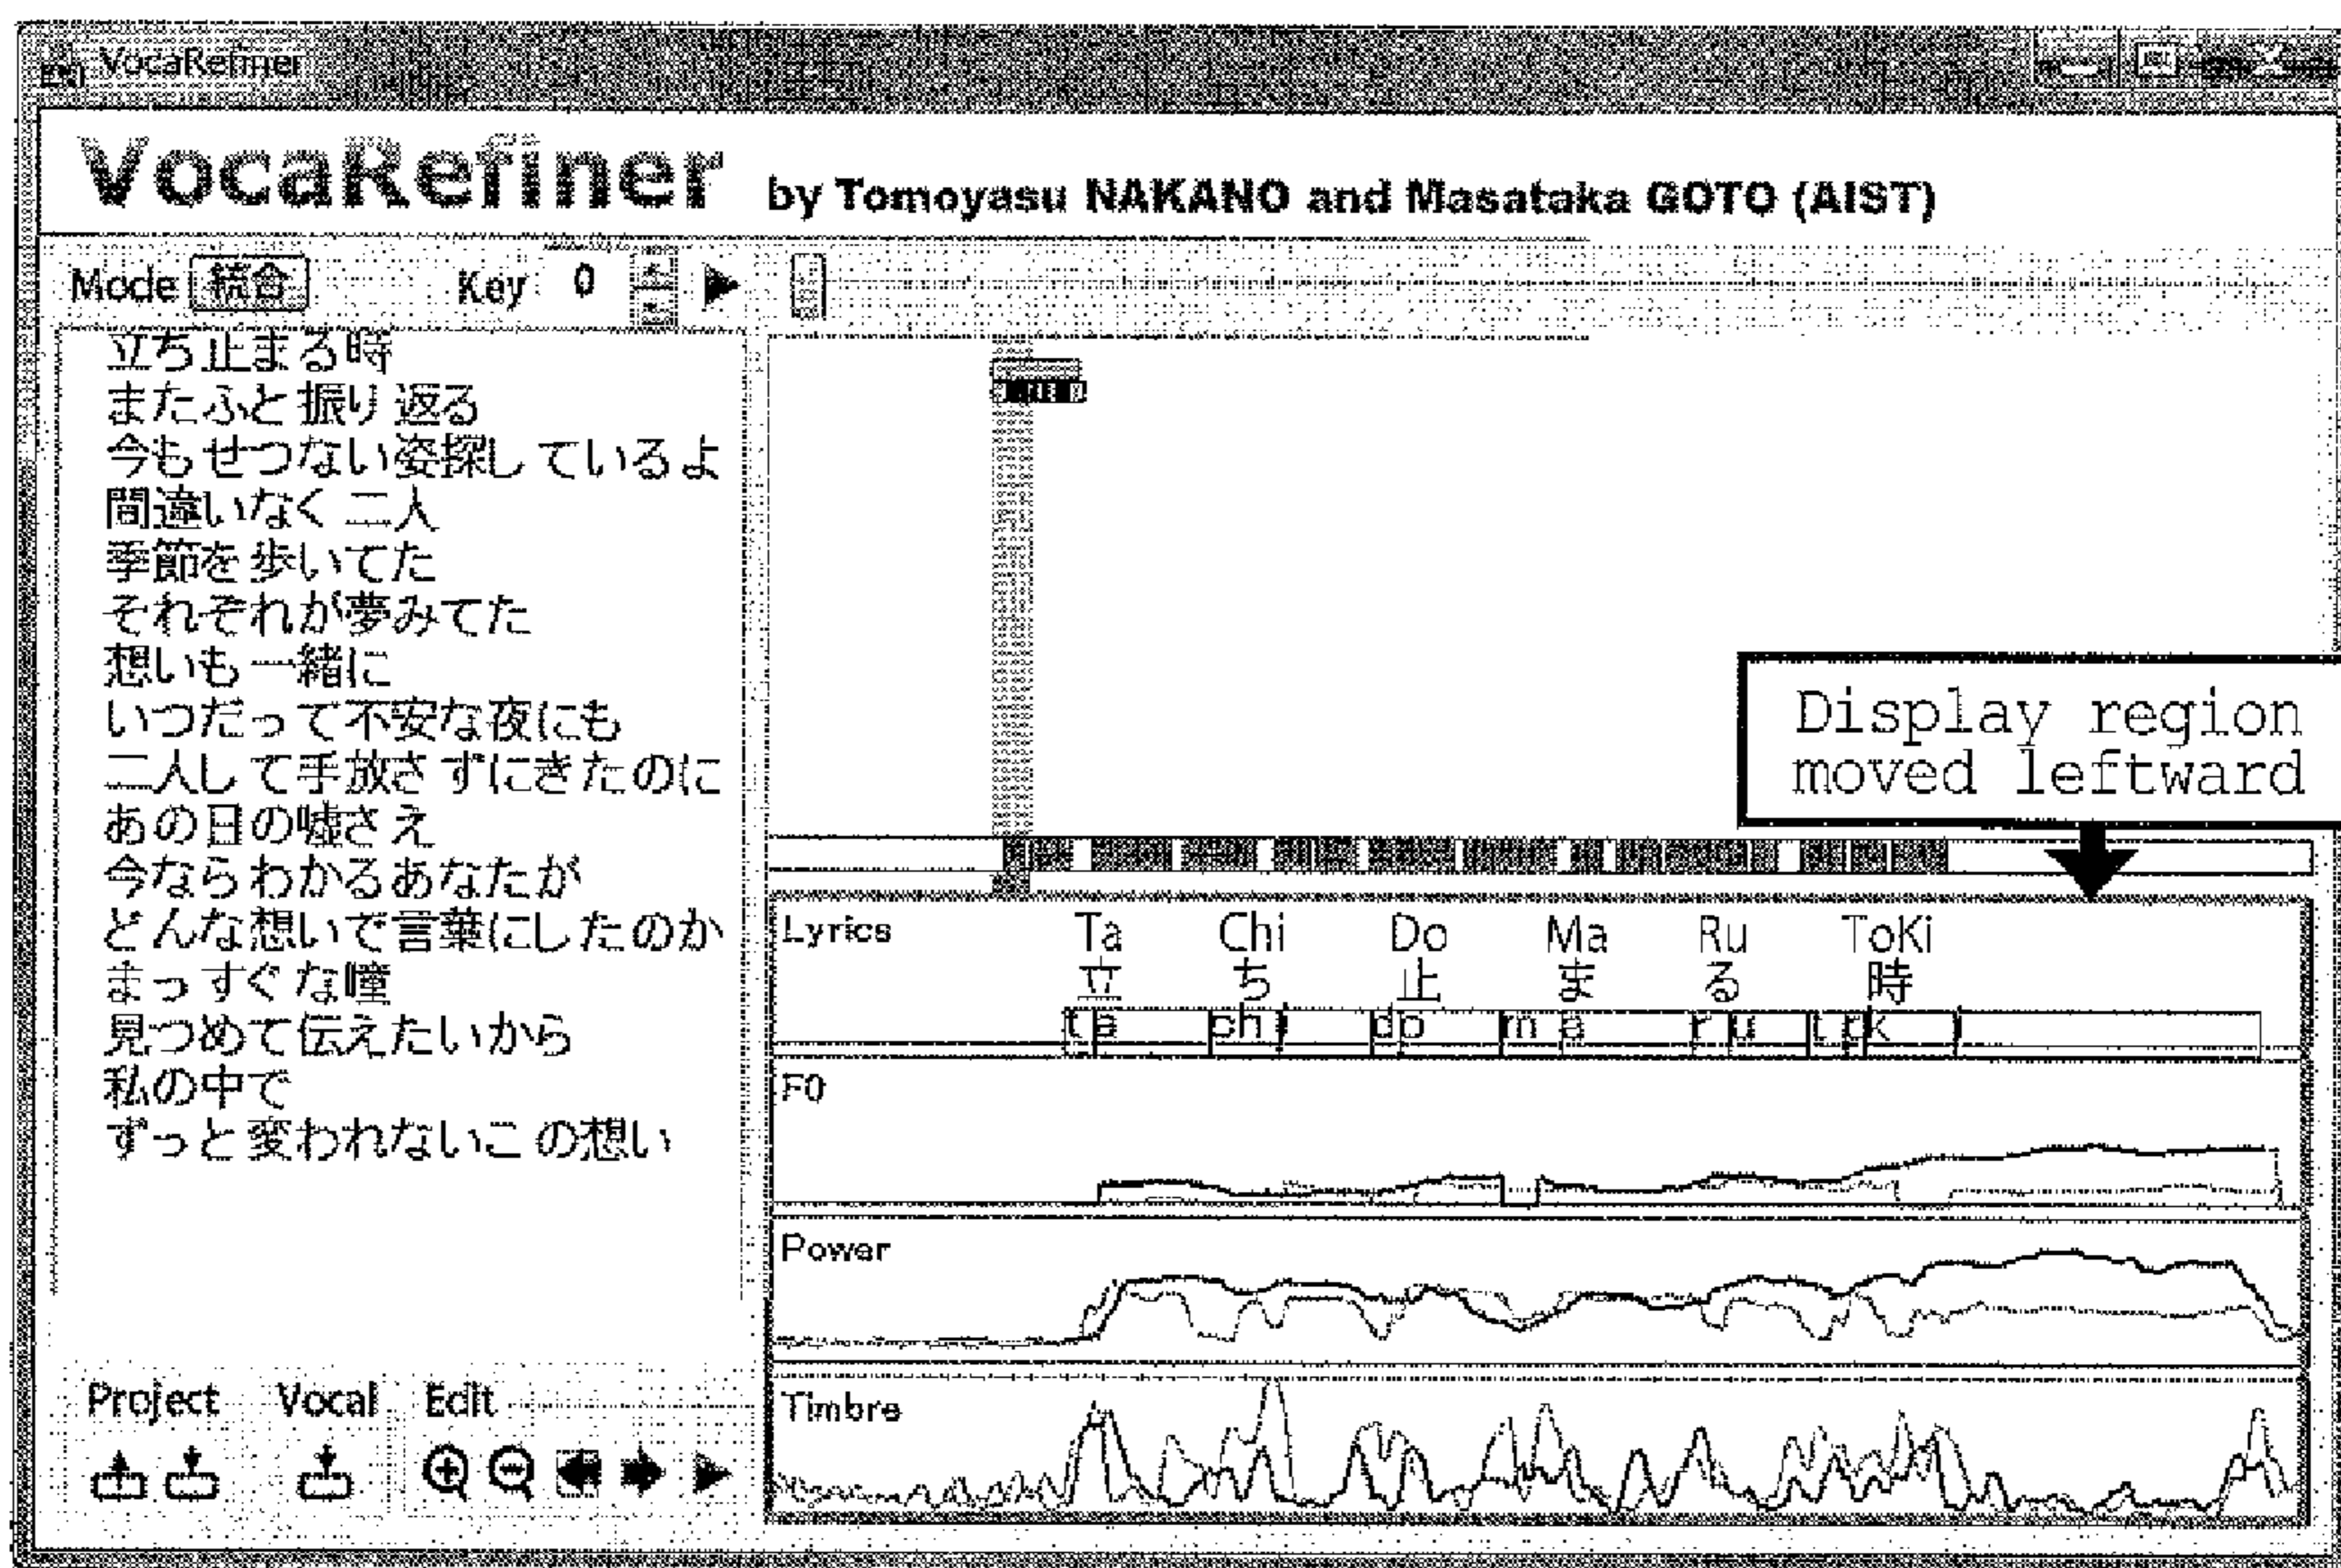 VocaRefiner
VocaRefiner by Tomoyasu NAKANO and Masataka GOTO (AIST)
Mode 統合 Key 0
立ち止まる時
またふと振り返る
今もせつない姿探しているよ
間違いなく二人
季節を歩いてた
それぞれが夢みてた
想いも一緒に
いつだって不安な夜にも
二人して手放さずにきたのに
あの日の嘘さえ
今ならわかるあなたが
どんな想いで言葉にしたのか
まっすぐな瞳
見つめて伝えたいから
私の中で
ずっと変われないこの想い
Display region
moved leftward
Lyrics Ta Chi Do Ma Ru ToKi
立 ち 止 ま る 時
t a ch i d o m a r u t k i
F0
Power
Timbre
Project Vocal Edit